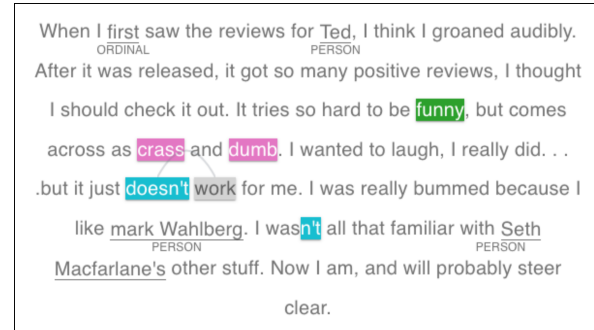 When I first saw the reviews for Ted, I think I groaned audibly.
ORDINAL PERSON
After it was released, it got so many positive reviews, I thought
I should check it out. It tries so hard to be funny, but comes
across as crass and dumb. I wanted to laugh, I really did. . .
.but it just doesn't work for me. I was really bummed because I
like mark Wahlberg. I wasn't all that familiar with Seth
PERSON PERSON
Macfarlane's other stuff. Now I am, and will probably steer
clear.